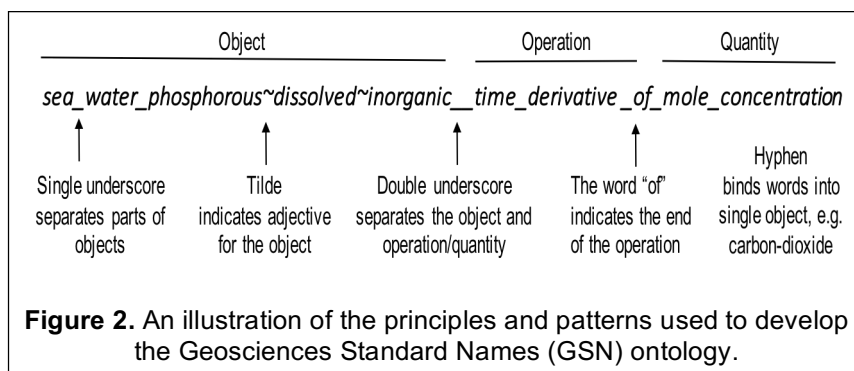 Object Operation Quantity
sea_water_phosphorous~dissolved~inorganic__time_derivative _of_mole_concentration
Single underscore
separates parts of
objects
Tilde
indicates adjective
for the object
Double underscore
separates the object and
operation/quantity
The word “of”
indicates the end
of the operation
Hyphen
binds words into
single object, e.g.
carbon-dioxide
Figure 2. An illustration of the principles and patterns used to develop
the Geosciences Standard Names (GSN) ontology.